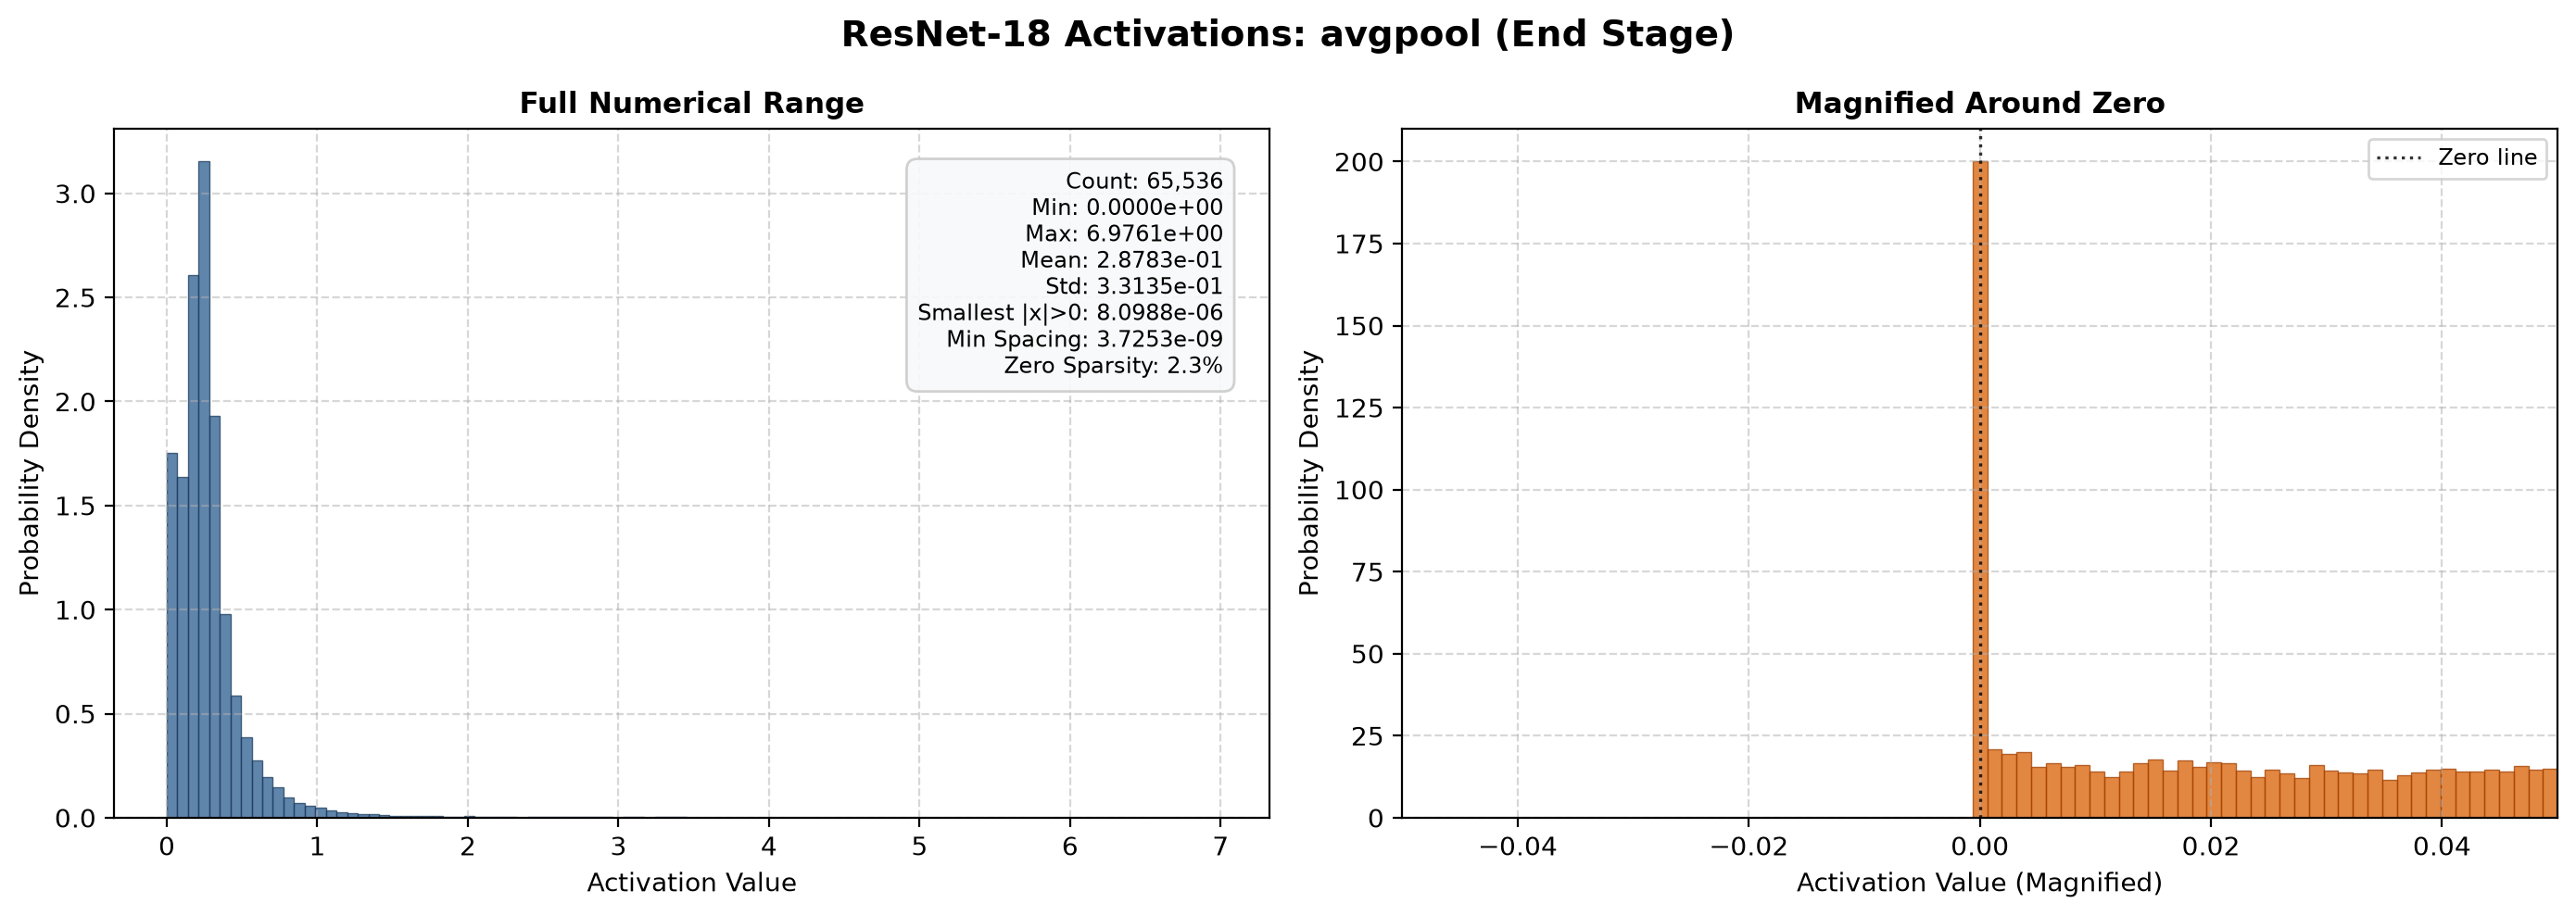 ResNet-18 Activations: avgpool (End Stage)
Full Numerical Range
Probability Density
3.0
2.5
2.0
1.5
1.0
0.5
0.0
Count: 65,536
Min: 0.0000e+00
Max: 6.9761e+00
Mean: 2.8783e-01
Std: 3.3135e-01
Smallest |x|>0: 8.0988e-06
Min Spacing: 3.7253e-09
Zero Sparsity: 2.3%
0 1 2 3 4 5 6 7
Activation Value
Magnified Around Zero
Probability Density
200
175
150
125
100
75
50
25
0
Zero line
−0.04 −0.02 0.00 0.02 0.04
Activation Value (Magnified)